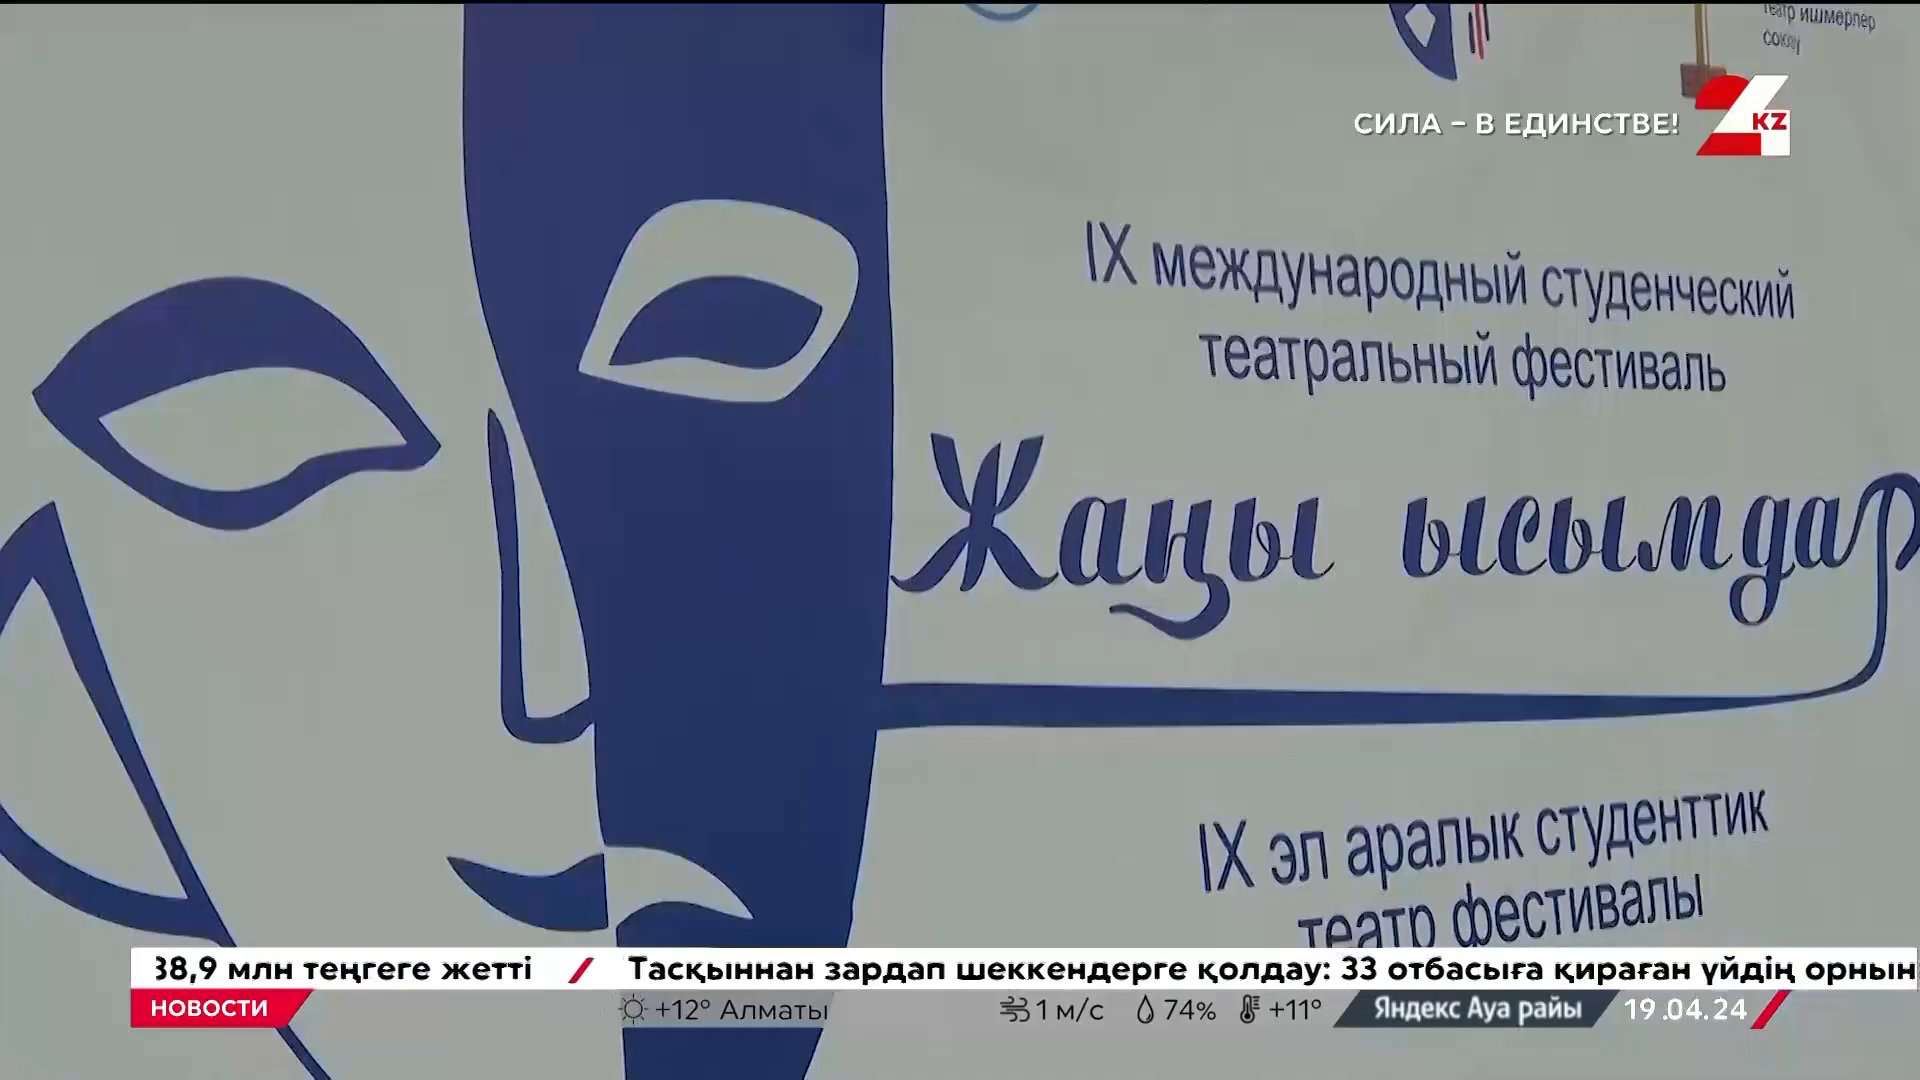 театр ишмерлер
союзу
СИЛА – В ЕДИНСТВЕ!
24 KZ
IX международный студенческий
театральный фестиваль
Жаңы ысымдар
IX эл аралык студенттик
театр фестивалы
38,9 млн теңгеге жетті / Тасқыннан зардап шеккендерге қолдау: 33 отбасыға қираған үйдің орнын
НОВОСТИ
+12° Алматы 1 м/с 74% +11° Яндекс Ауа райы 19.04.24